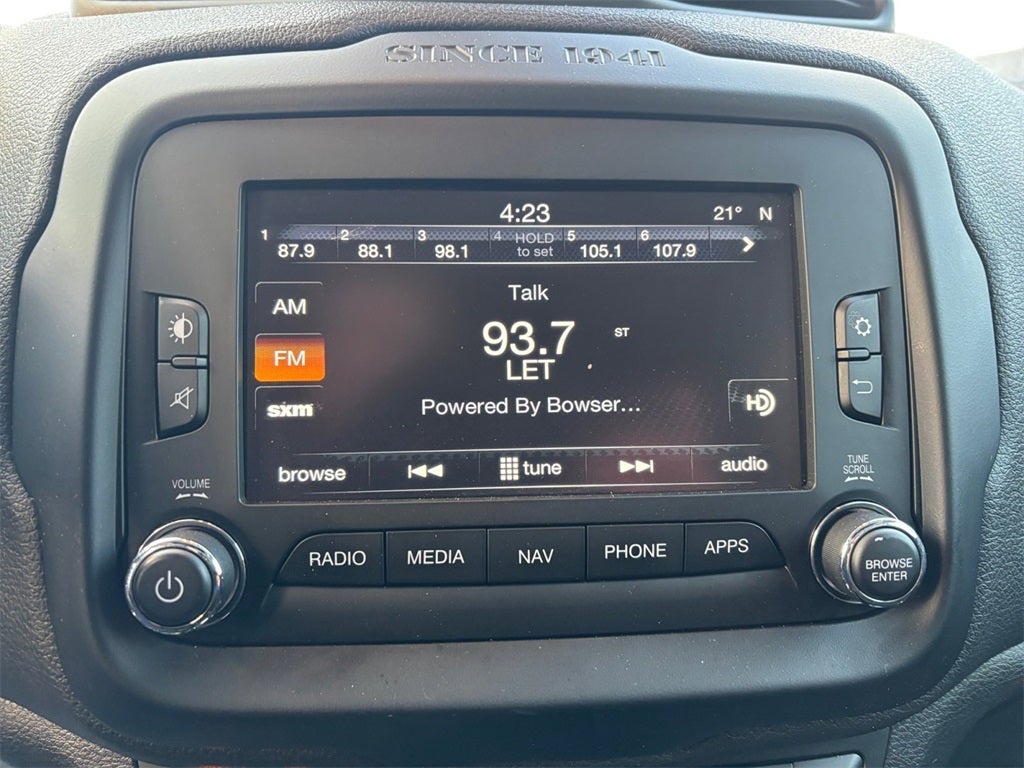 SINCE 1941
4:23 21° N
1 2 3 4 HOLD 5 6
87.9 88.1 98.1 to set 105.1 107.9
AM
Talk
93.7 ST
FM
LET
sxm
Powered By Bowser...
HD
browse tune audio
VOLUME
TUNE
SCROLL
RADIO MEDIA NAV PHONE APPS
BROWSE
ENTER